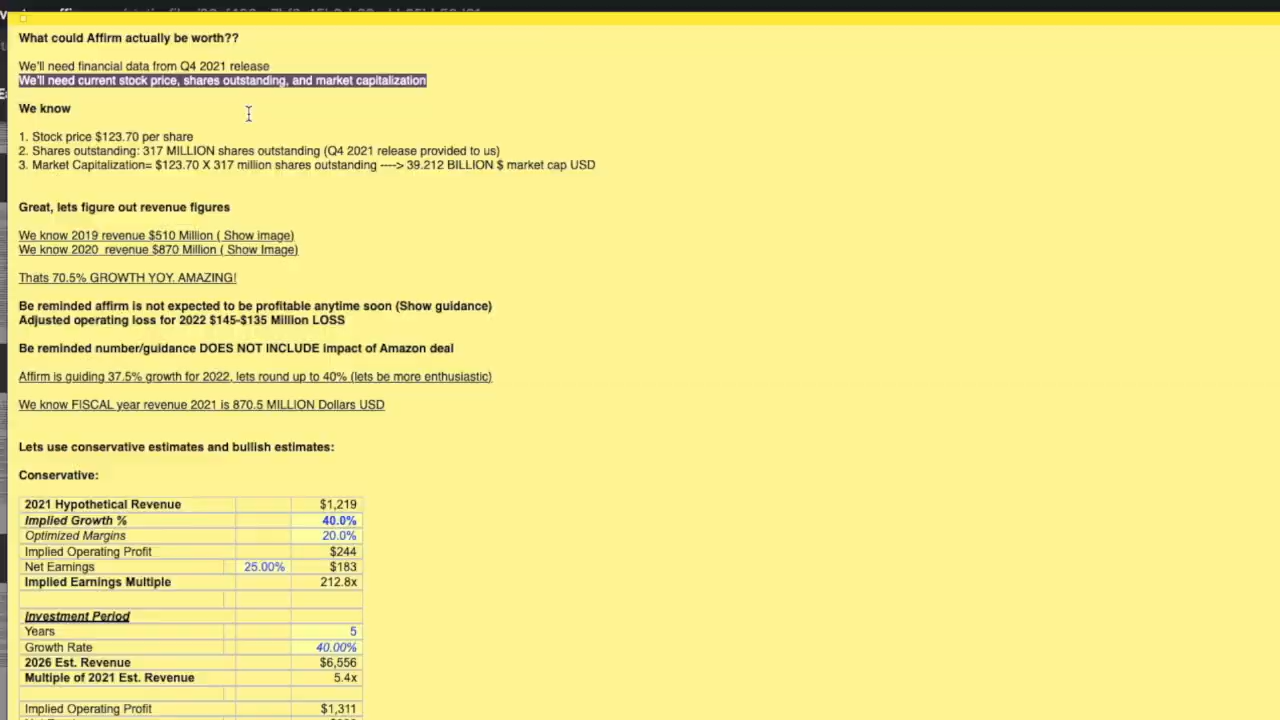 What could Affirm actually be worth??
We'll need financial data from Q4 2021 release
We'll need current stock price, shares outstanding, and market capitalization
We know
1. Stock price $123.70 per share
2. Shares outstanding: 317 MILLION shares outstanding (Q4 2021 release provided to us)
3. Market Capitalization= $123.70 X 317 million shares outstanding ----> 39.212 BILLION $ market cap USD
Great, lets figure out revenue figures
We know 2019 revenue $510 Million ( Show image)
We know 2020  revenue $870 Million ( Show Image)
Thats 70.5% GROWTH YOY. AMAZING!
Be reminded affirm is not expected to be profitable anytime soon (Show guidance)
Adjusted operating loss for 2022 $145-$135 Million LOSS
Be reminded number/guidance DOES NOT INCLUDE impact of Amazon deal
Affirm is guiding 37.5% growth for 2022, lets round up to 40% (lets be more enthusiastic)
We know FISCAL year revenue 2021 is 870.5 MILLION Dollars USD
Lets use conservative estimates and bullish estimates:
Conservative:
2021 Hypothetical Revenue $1,219
Implied Growth % 40.0%
Optimized Margins 20.0%
Implied Operating Profit $244
Net Earnings 25.00% $183
Implied Earnings Multiple 212.8x
Investment Period
Years 5
Growth Rate 40.00%
2026 Est. Revenue $6,556
Multiple of 2021 Est. Revenue 5.4x
Implied Operating Profit $1,311